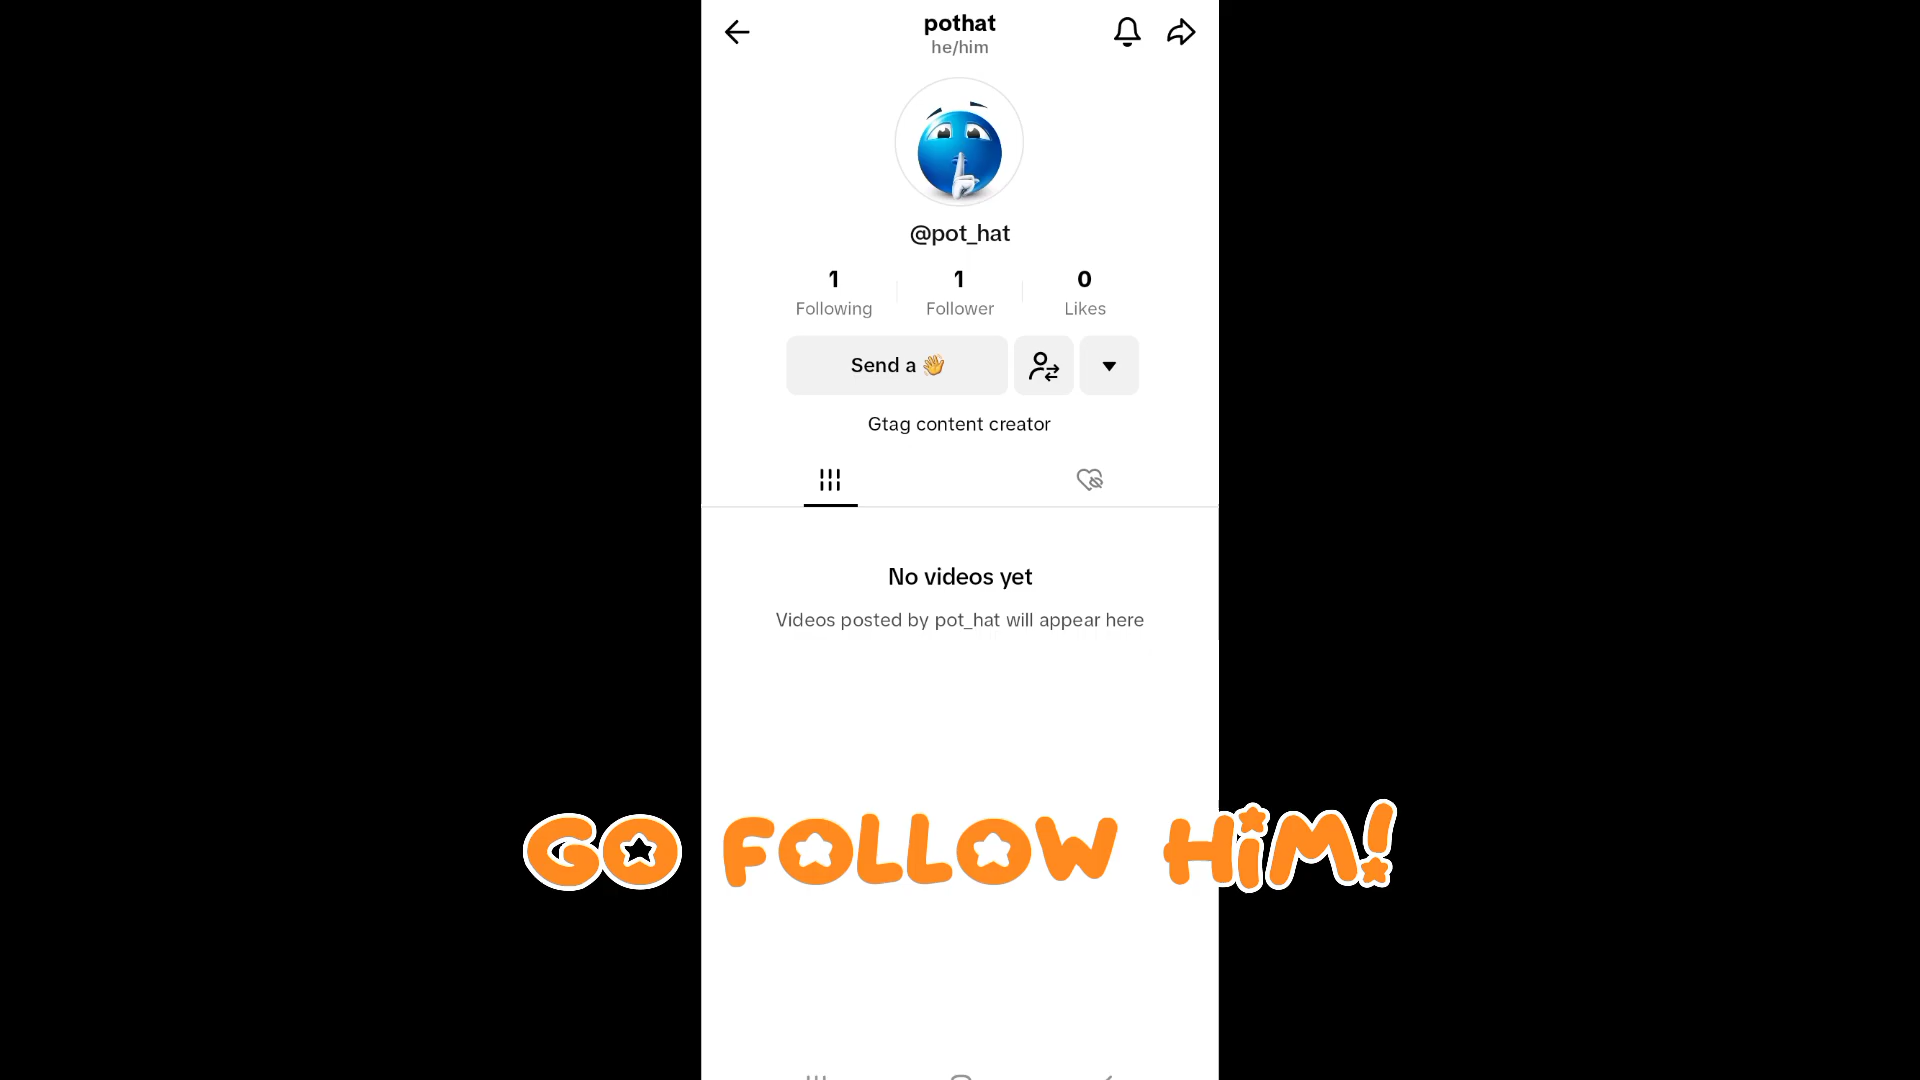 pothat
he/him
@pot_hat
1 1 0
Following Follower Likes
Send a 👋
Gtag content creator
No videos yet
Videos posted by pot_hat will appear here
GO FOLLOW HiM!